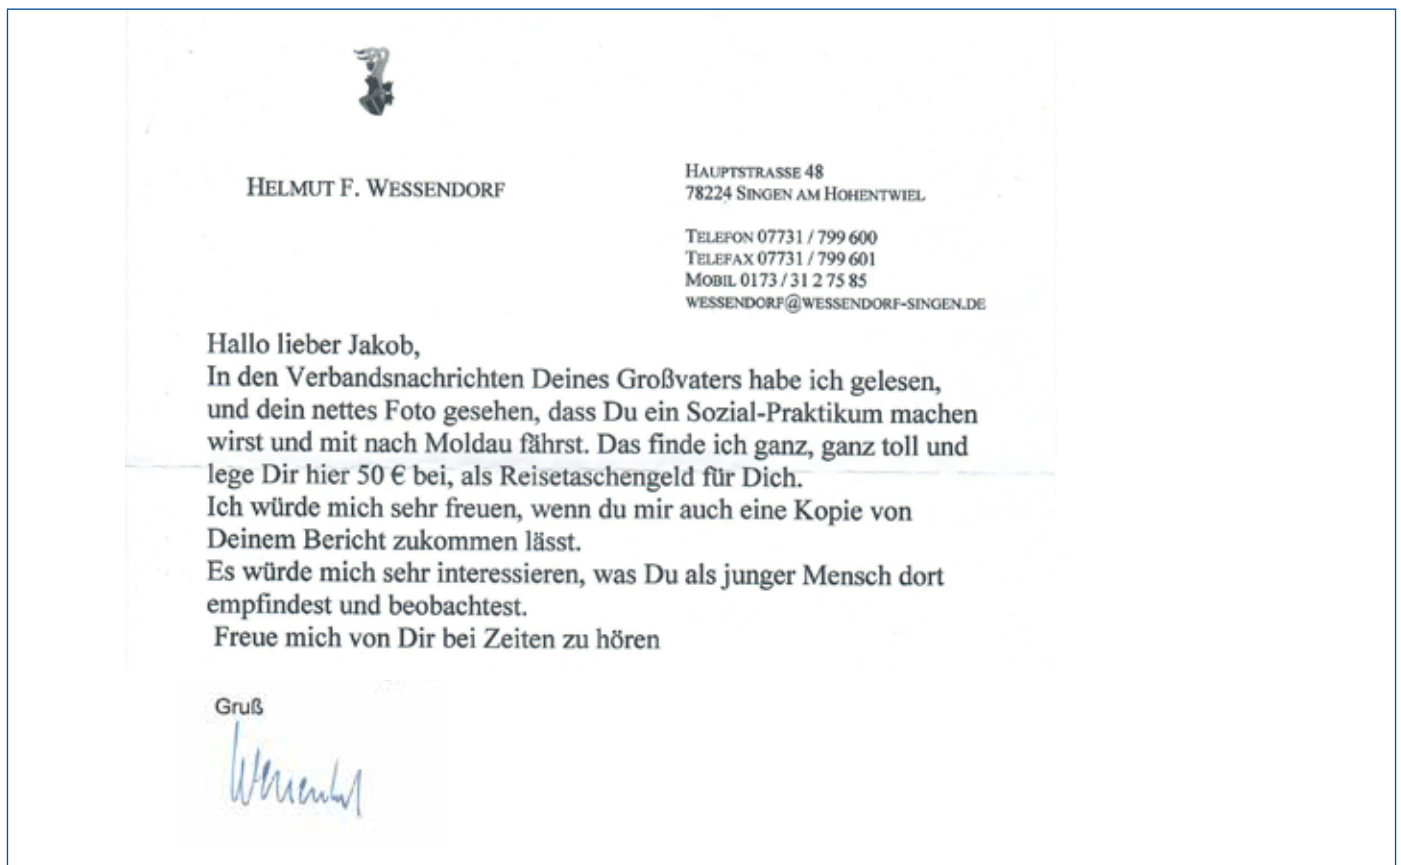 HELMUT F. WESSENDORF
HAUPTSTRASSE 48
78224 SINGEN AM HOHENTWIEL
TELEFON 07731 / 799 600
TELEFAX 07731 / 799 601
MOBIL 0173 / 31 2 75 85
WESSENDORF@WESSENDORF-SINGEN.DE
Hallo lieber Jakob,
In den Verbandsnachrichten Deines Großvaters habe ich gelesen,
und dein nettes Foto gesehen, dass Du ein Sozial-Praktikum machen
wirst und mit nach Moldau fährst. Das finde ich ganz, ganz toll und
lege Dir hier 50 € bei, als Reisetaschengeld für Dich.
Ich würde mich sehr freuen, wenn du mir auch eine Kopie von
Deinem Bericht zukommen lässt.
Es würde mich sehr interessieren, was Du als junger Mensch dort
empfindest und beobachtest.
Freue mich von Dir bei Zeiten zu hören
Gruß